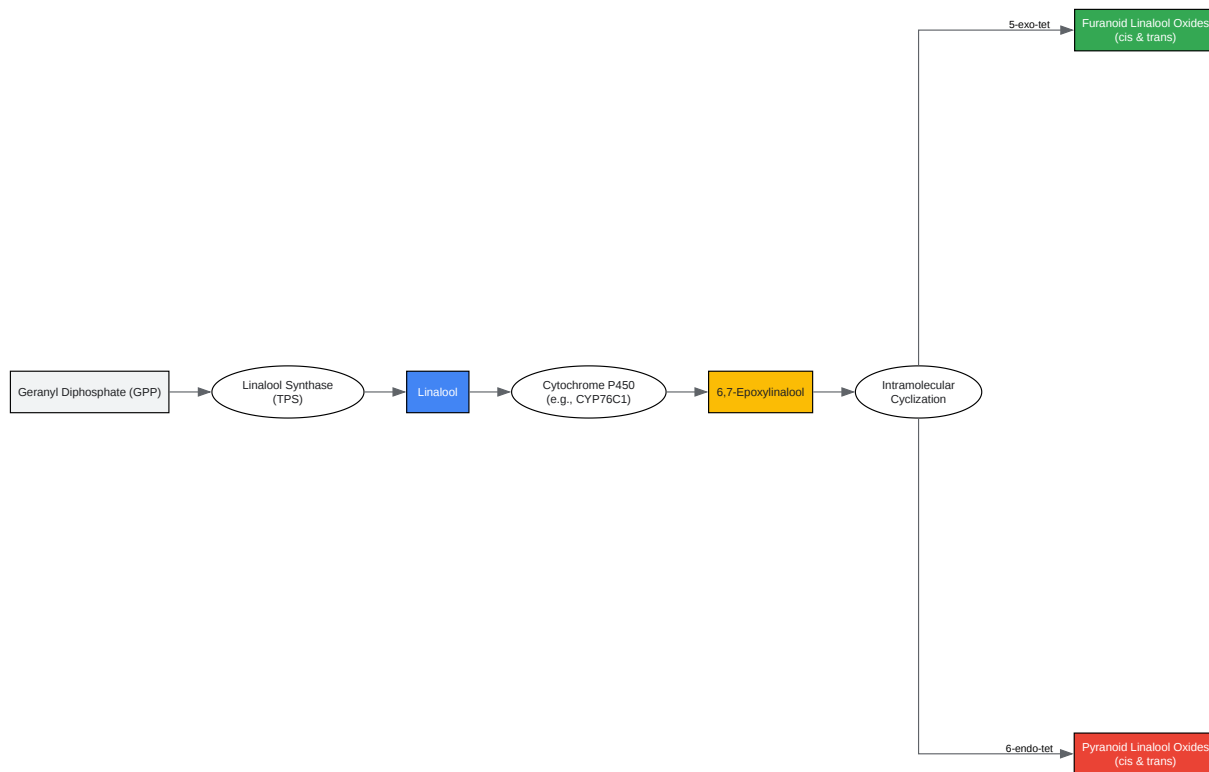 5-exo-tet
Furanoid Linalool Oxides
(cis & trans)
Geranyl Diphosphate (GPP)
Linalool Synthase
(TPS)
Linalool
Cytochrome P450
(e.g., CYP76C1)
6,7-Epoxylinalool
Intramolecular
Cyclization
6-endo-tet
Pyranoid Linalool Oxides
(cis & trans)